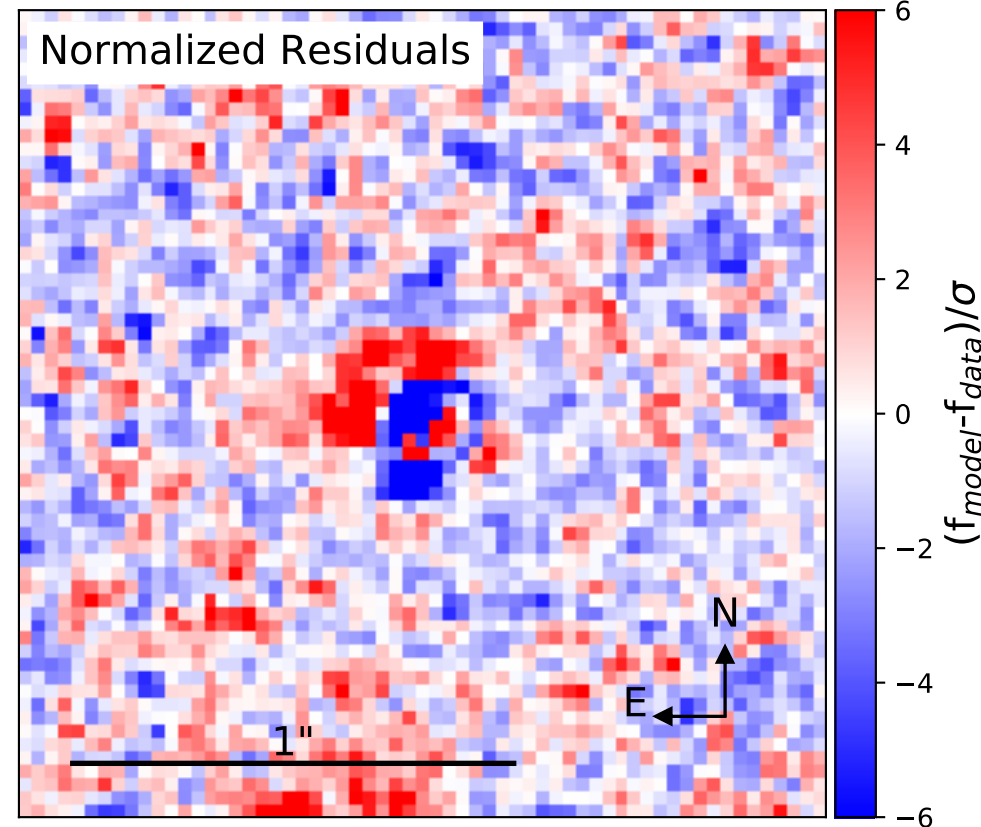 Normalized Residuals
6
4
2
0
−2
−4
−6
(f_model-f_data)/σ
N
E
1"